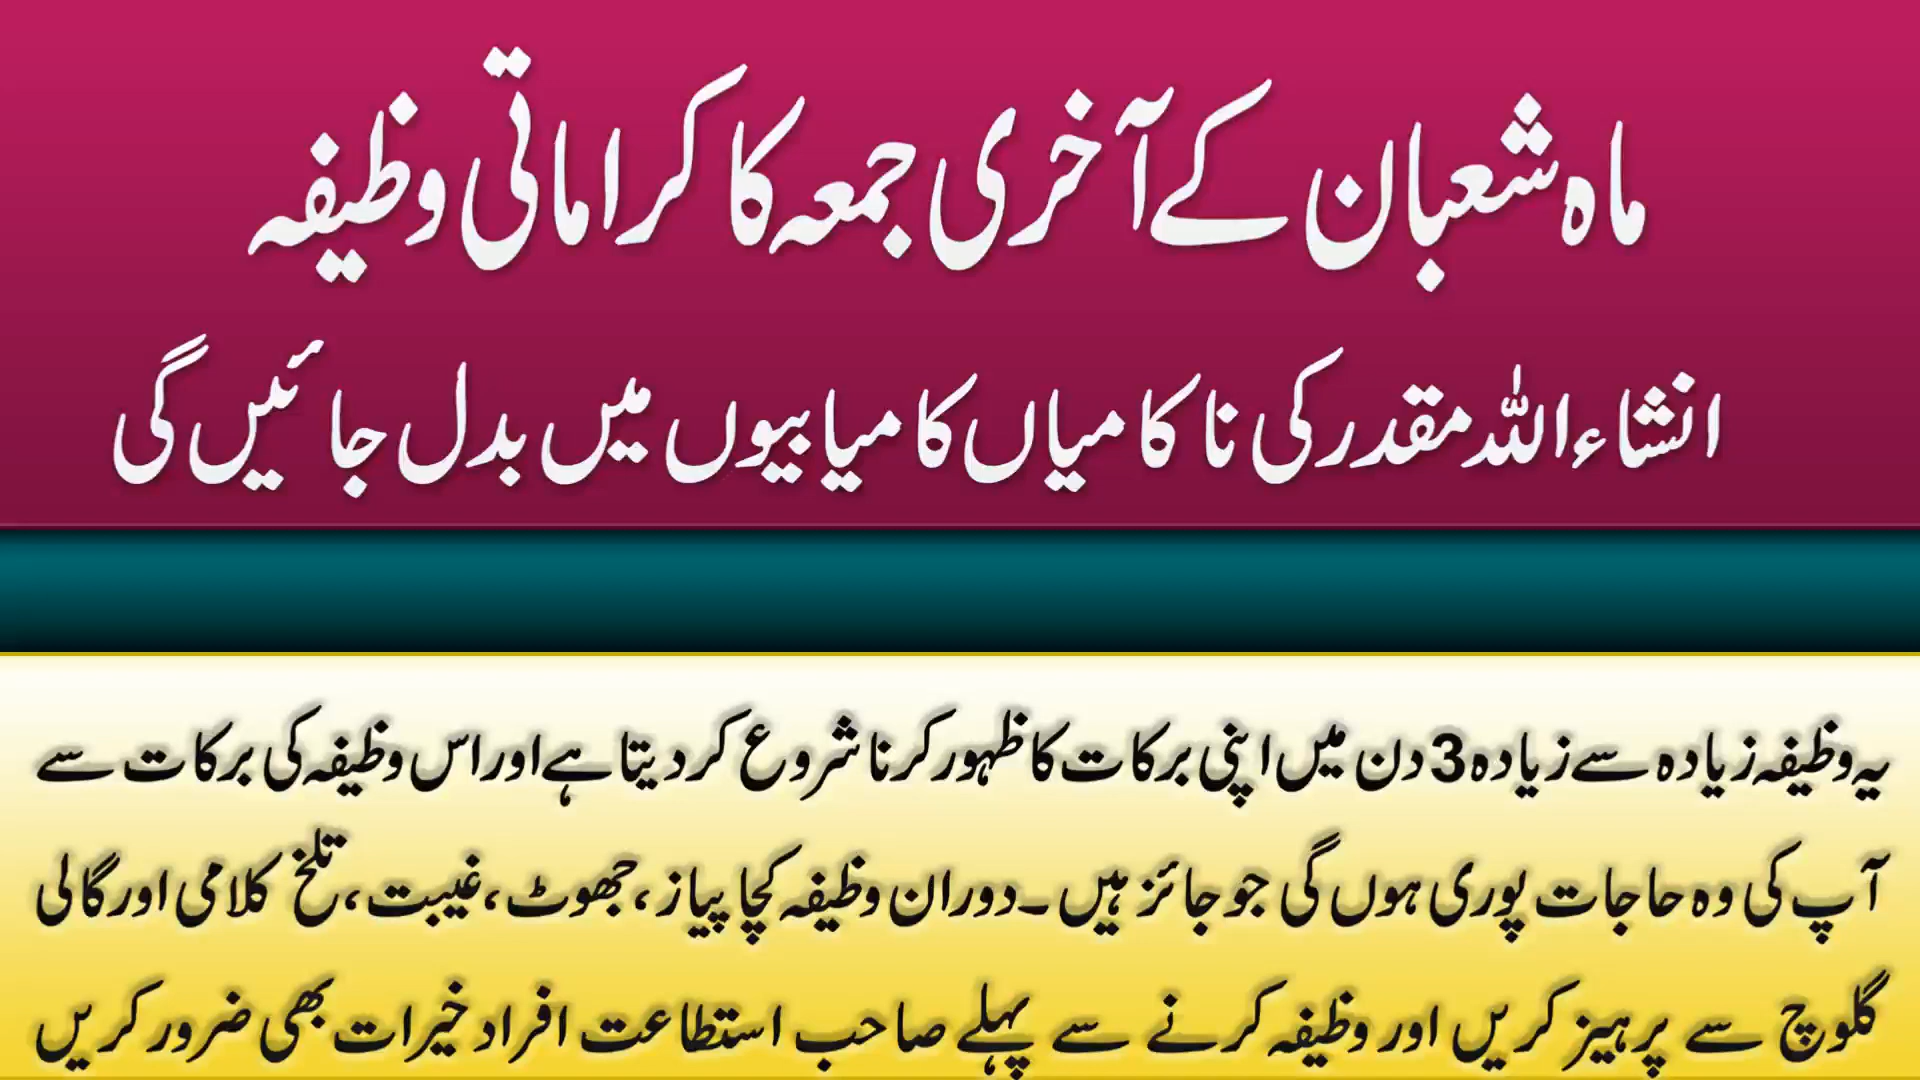 ماہ شعبان کے آخری جمعہ کا کراماتی وظیفہ
انشاء اللہ مقدر کی ناکامیاں کامیابیوں میں بدل جائیں گی
یہ وظیفہ زیادہ سے زیادہ 3 دن میں اپنی برکات کا ظہور کرنا شروع کر دیتا ہے اور اس وظیفہ کی برکات سے
آپ کی وہ حاجات پوری ہوں گی جو جائز ہیں۔ دوران وظیفہ کچا پیاز، جھوٹ، غیبت، تلخ کلامی اور گالی
گلوچ سے پرہیز کریں اور وظیفہ کرنے سے پہلے صاحب استطاعت افراد خیرات بھی ضرور کریں